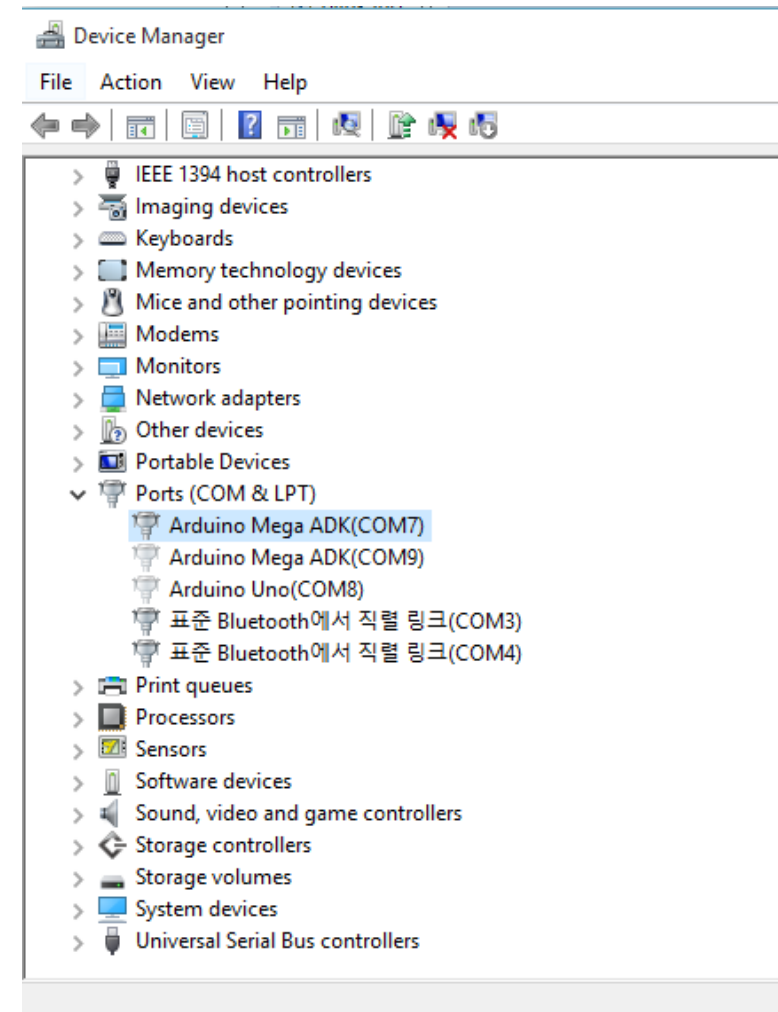 Device Manager
File Action View Help
IEEE 1394 host controllers
Imaging devices
Keyboards
Memory technology devices
Mice and other pointing devices
Modems
Monitors
Network adapters
Other devices
Portable Devices
Ports (COM & LPT)
Arduino Mega ADK(COM7)
Arduino Mega ADK(COM9)
Arduino Uno(COM8)
표준 Bluetooth에서 직렬 링크(COM3)
표준 Bluetooth에서 직렬 링크(COM4)
Print queues
Processors
Sensors
Software devices
Sound, video and game controllers
Storage controllers
Storage volumes
System devices
Universal Serial Bus controllers